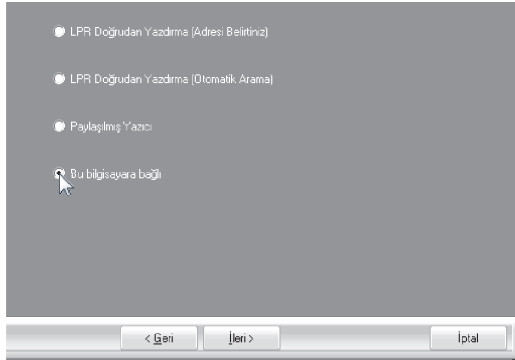 LPR Doğrudan Yazdırma (Adresi Belirtiniz)
LPR Doğrudan Yazdırma (Otomatik Arama)
Paylaşılmış Yazıcı
Bu bilgisayara bağlı
< Geri İleri > İptal